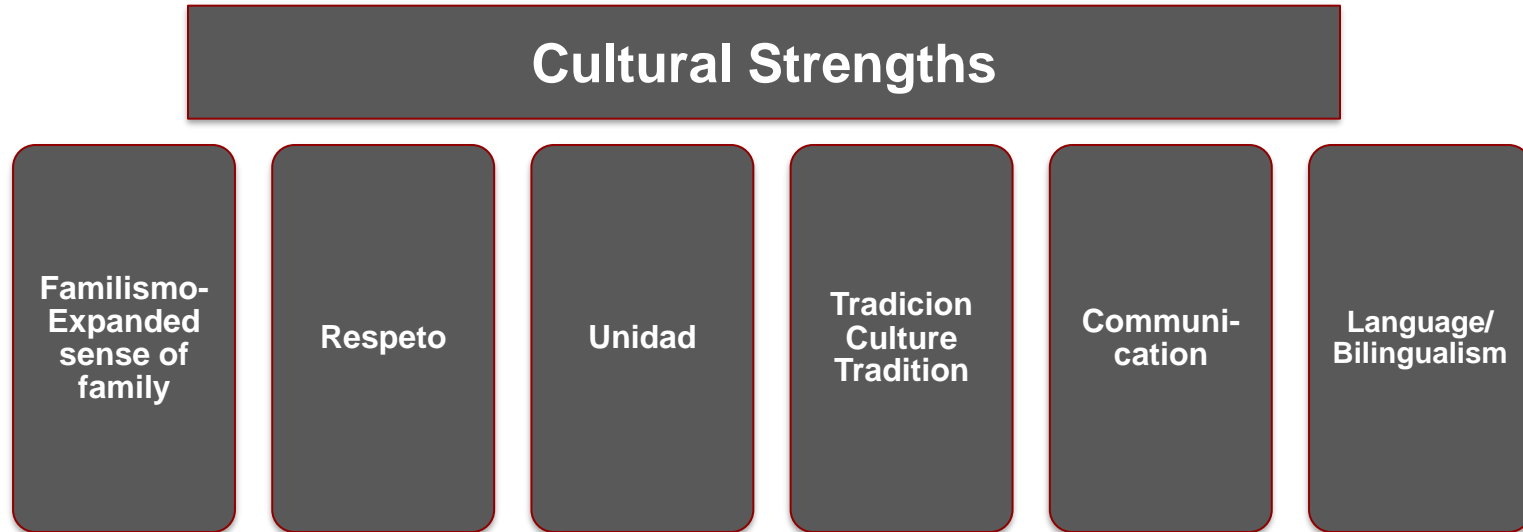 Cultural Strengths
Familismo-
Expanded
sense of
family
Respeto
Unidad
Tradicion
Culture
Tradition
Communi-
cation
Language/
Bilingualism